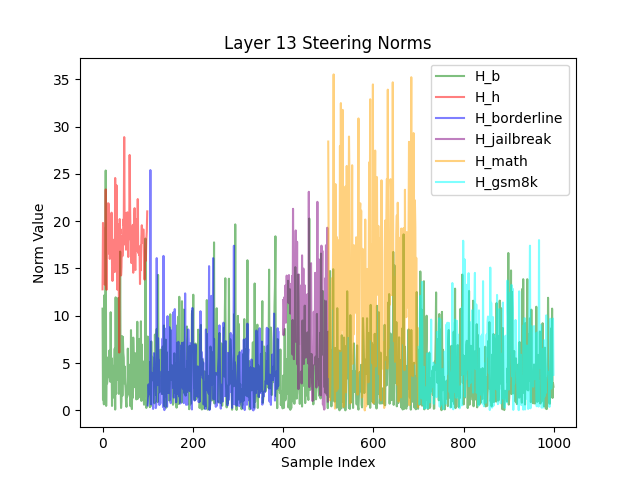 Layer 13 Steering Norms
Norm Value
35
30
25
20
15
10
5
0
H_b
H_h
H_borderline
H_jailbreak
H_math
H_gsm8k
0
200
400
600
800
1000
Sample Index